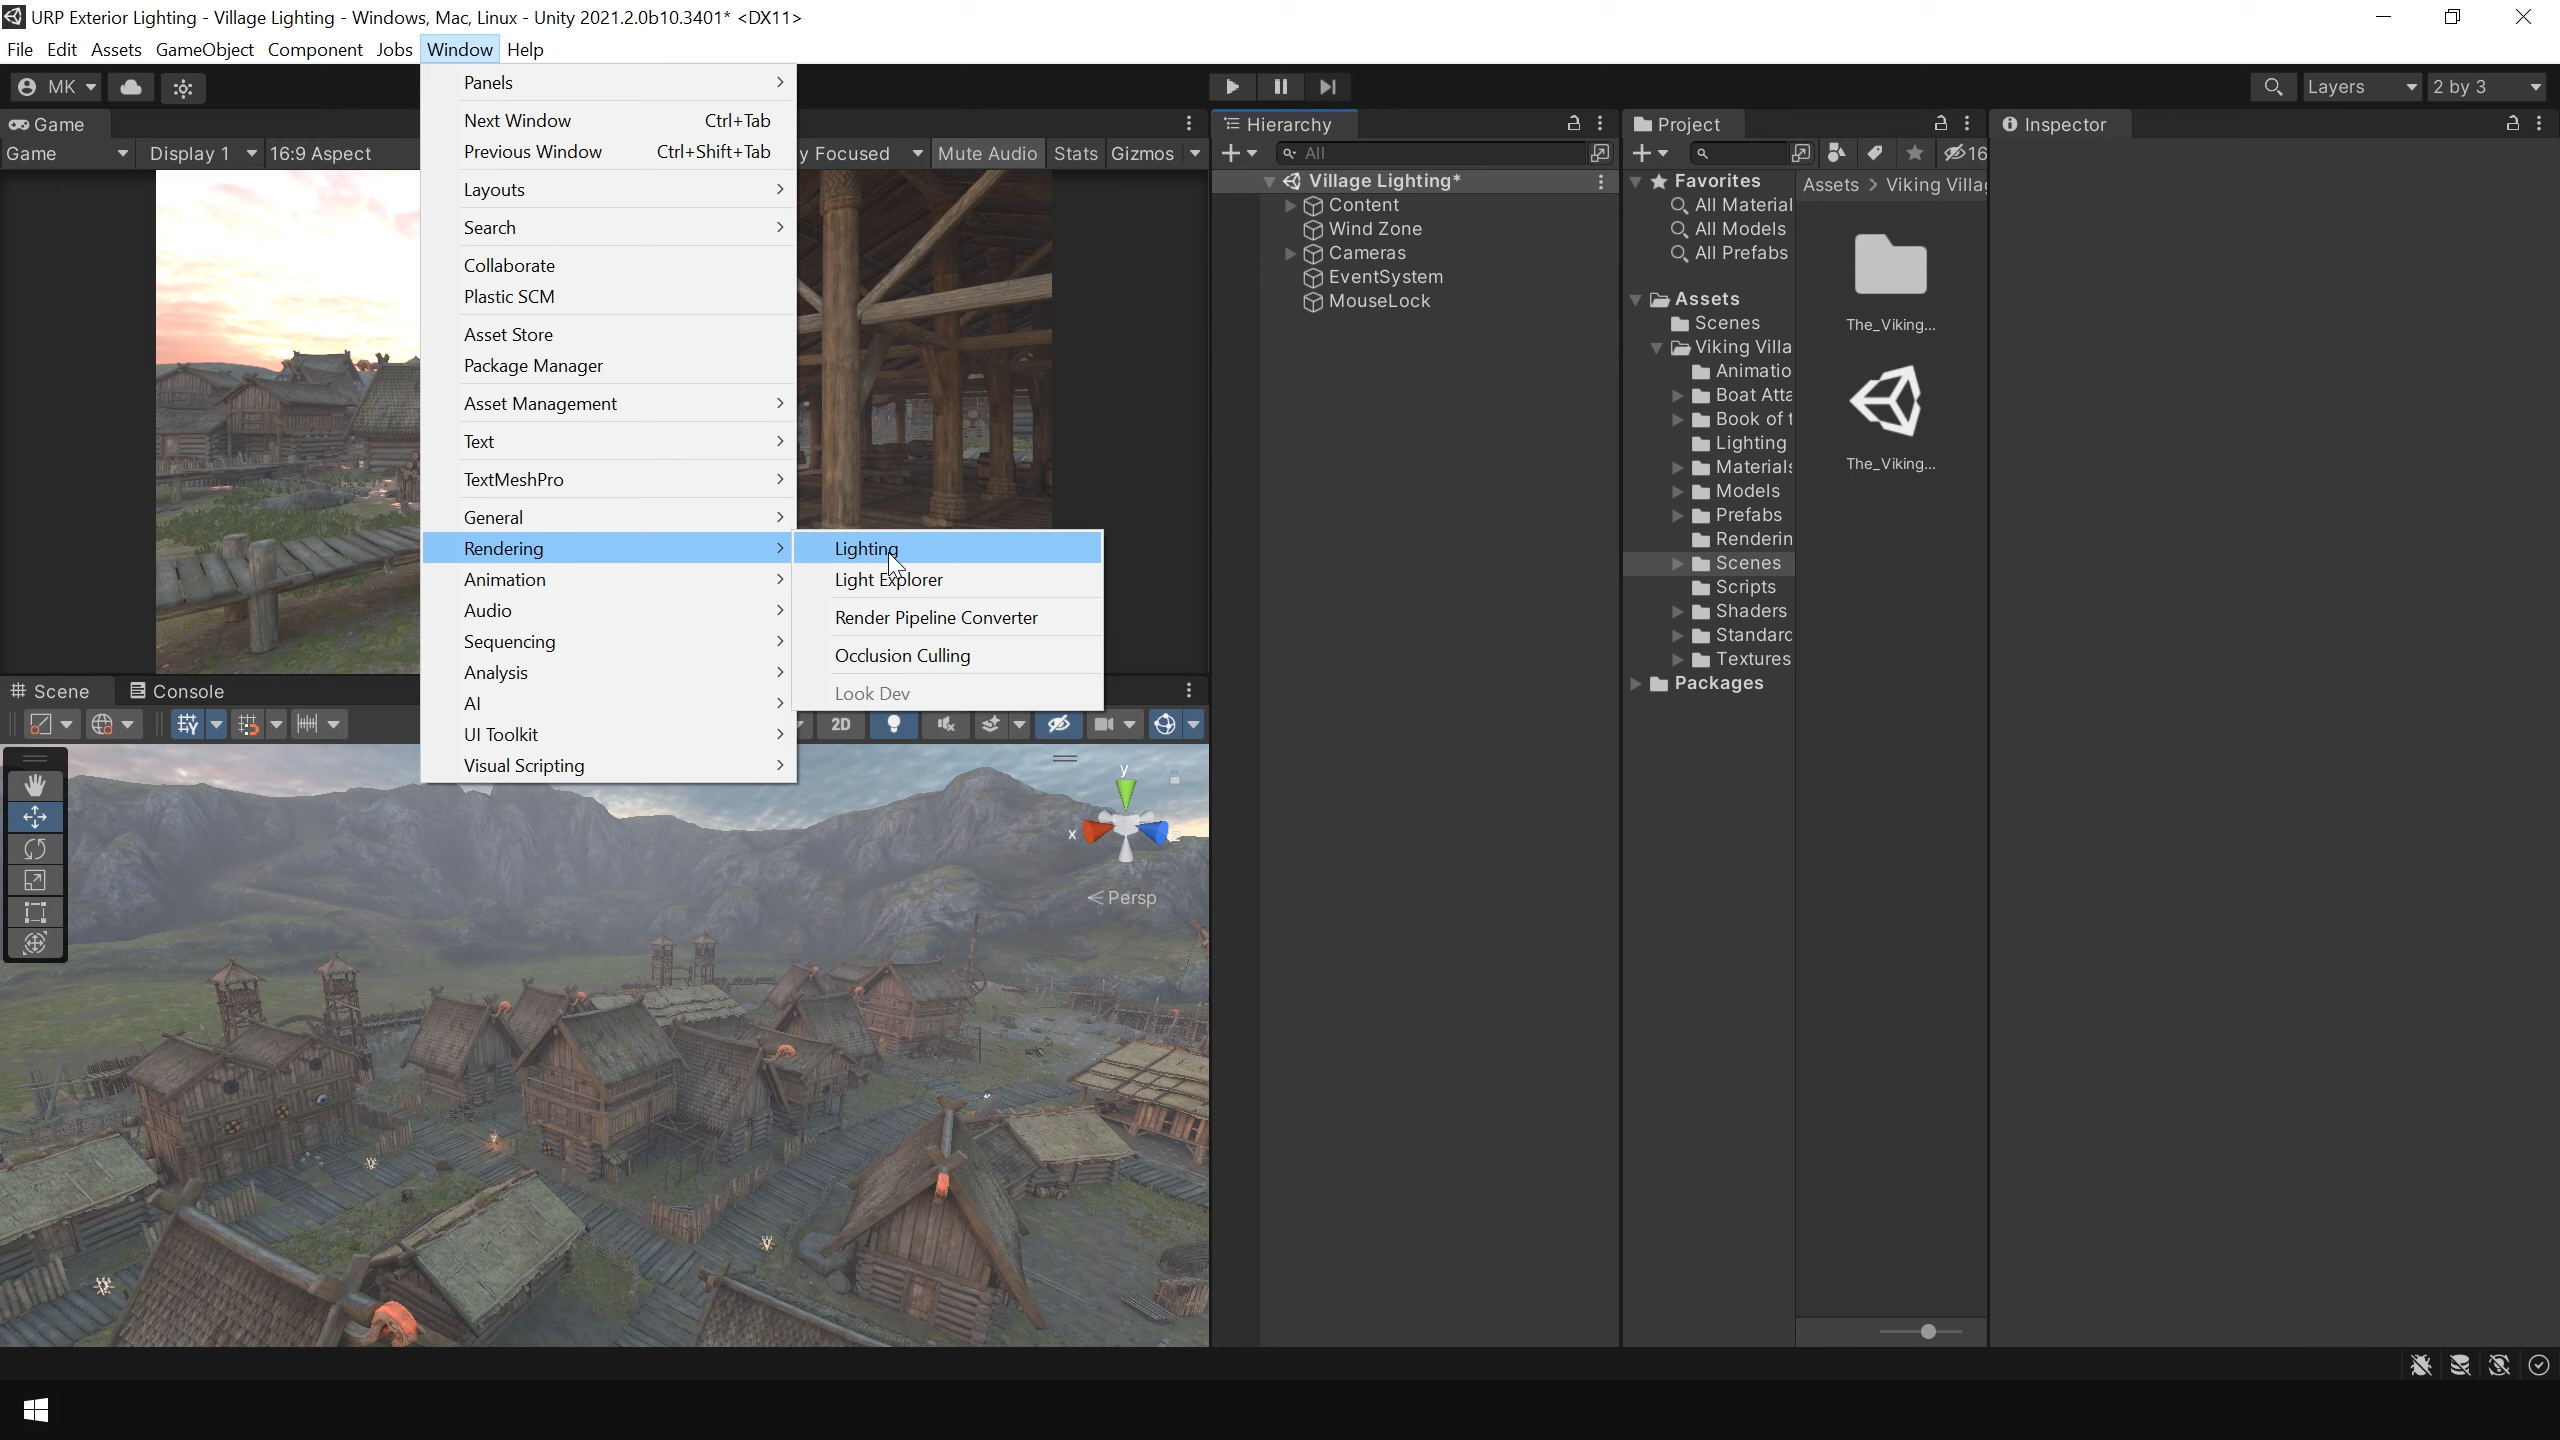 URP Exterior Lighting - Village Lighting - Windows, Mac, Linux - Unity 2021.2.0b10.3401* <DX11>
File Edit Assets GameObject Component Jobs Window Help
MK
Layers
2 by 3
Game
Game
Display 1
16:9 Aspect
y Focused
Mute Audio
Stats
Gizmos
Panels
Next Window Ctrl+Tab
Previous Window Ctrl+Shift+Tab
Layouts
Search
Collaborate
Plastic SCM
Asset Store
Package Manager
Asset Management
Text
TextMeshPro
General
Rendering
Animation
Audio
Sequencing
Analysis
AI
UI Toolkit
Visual Scripting
Lighting
Light Explorer
Render Pipeline Converter
Occlusion Culling
Look Dev
Scene
Console
2D
y
x
z
Persp
Hierarchy
All
Village Lighting*
Content
Wind Zone
Cameras
EventSystem
MouseLock
Project
16
Favorites
All Material
All Models
All Prefabs
Assets
Scenes
Viking Villa
Animatio
Boat Atta
Book of t
Lighting
Materials
Models
Prefabs
Renderin
Scenes
Scripts
Shaders
Standard
Textures
Packages
Assets > Viking Villag
The_Viking...
The_Viking...
Inspector